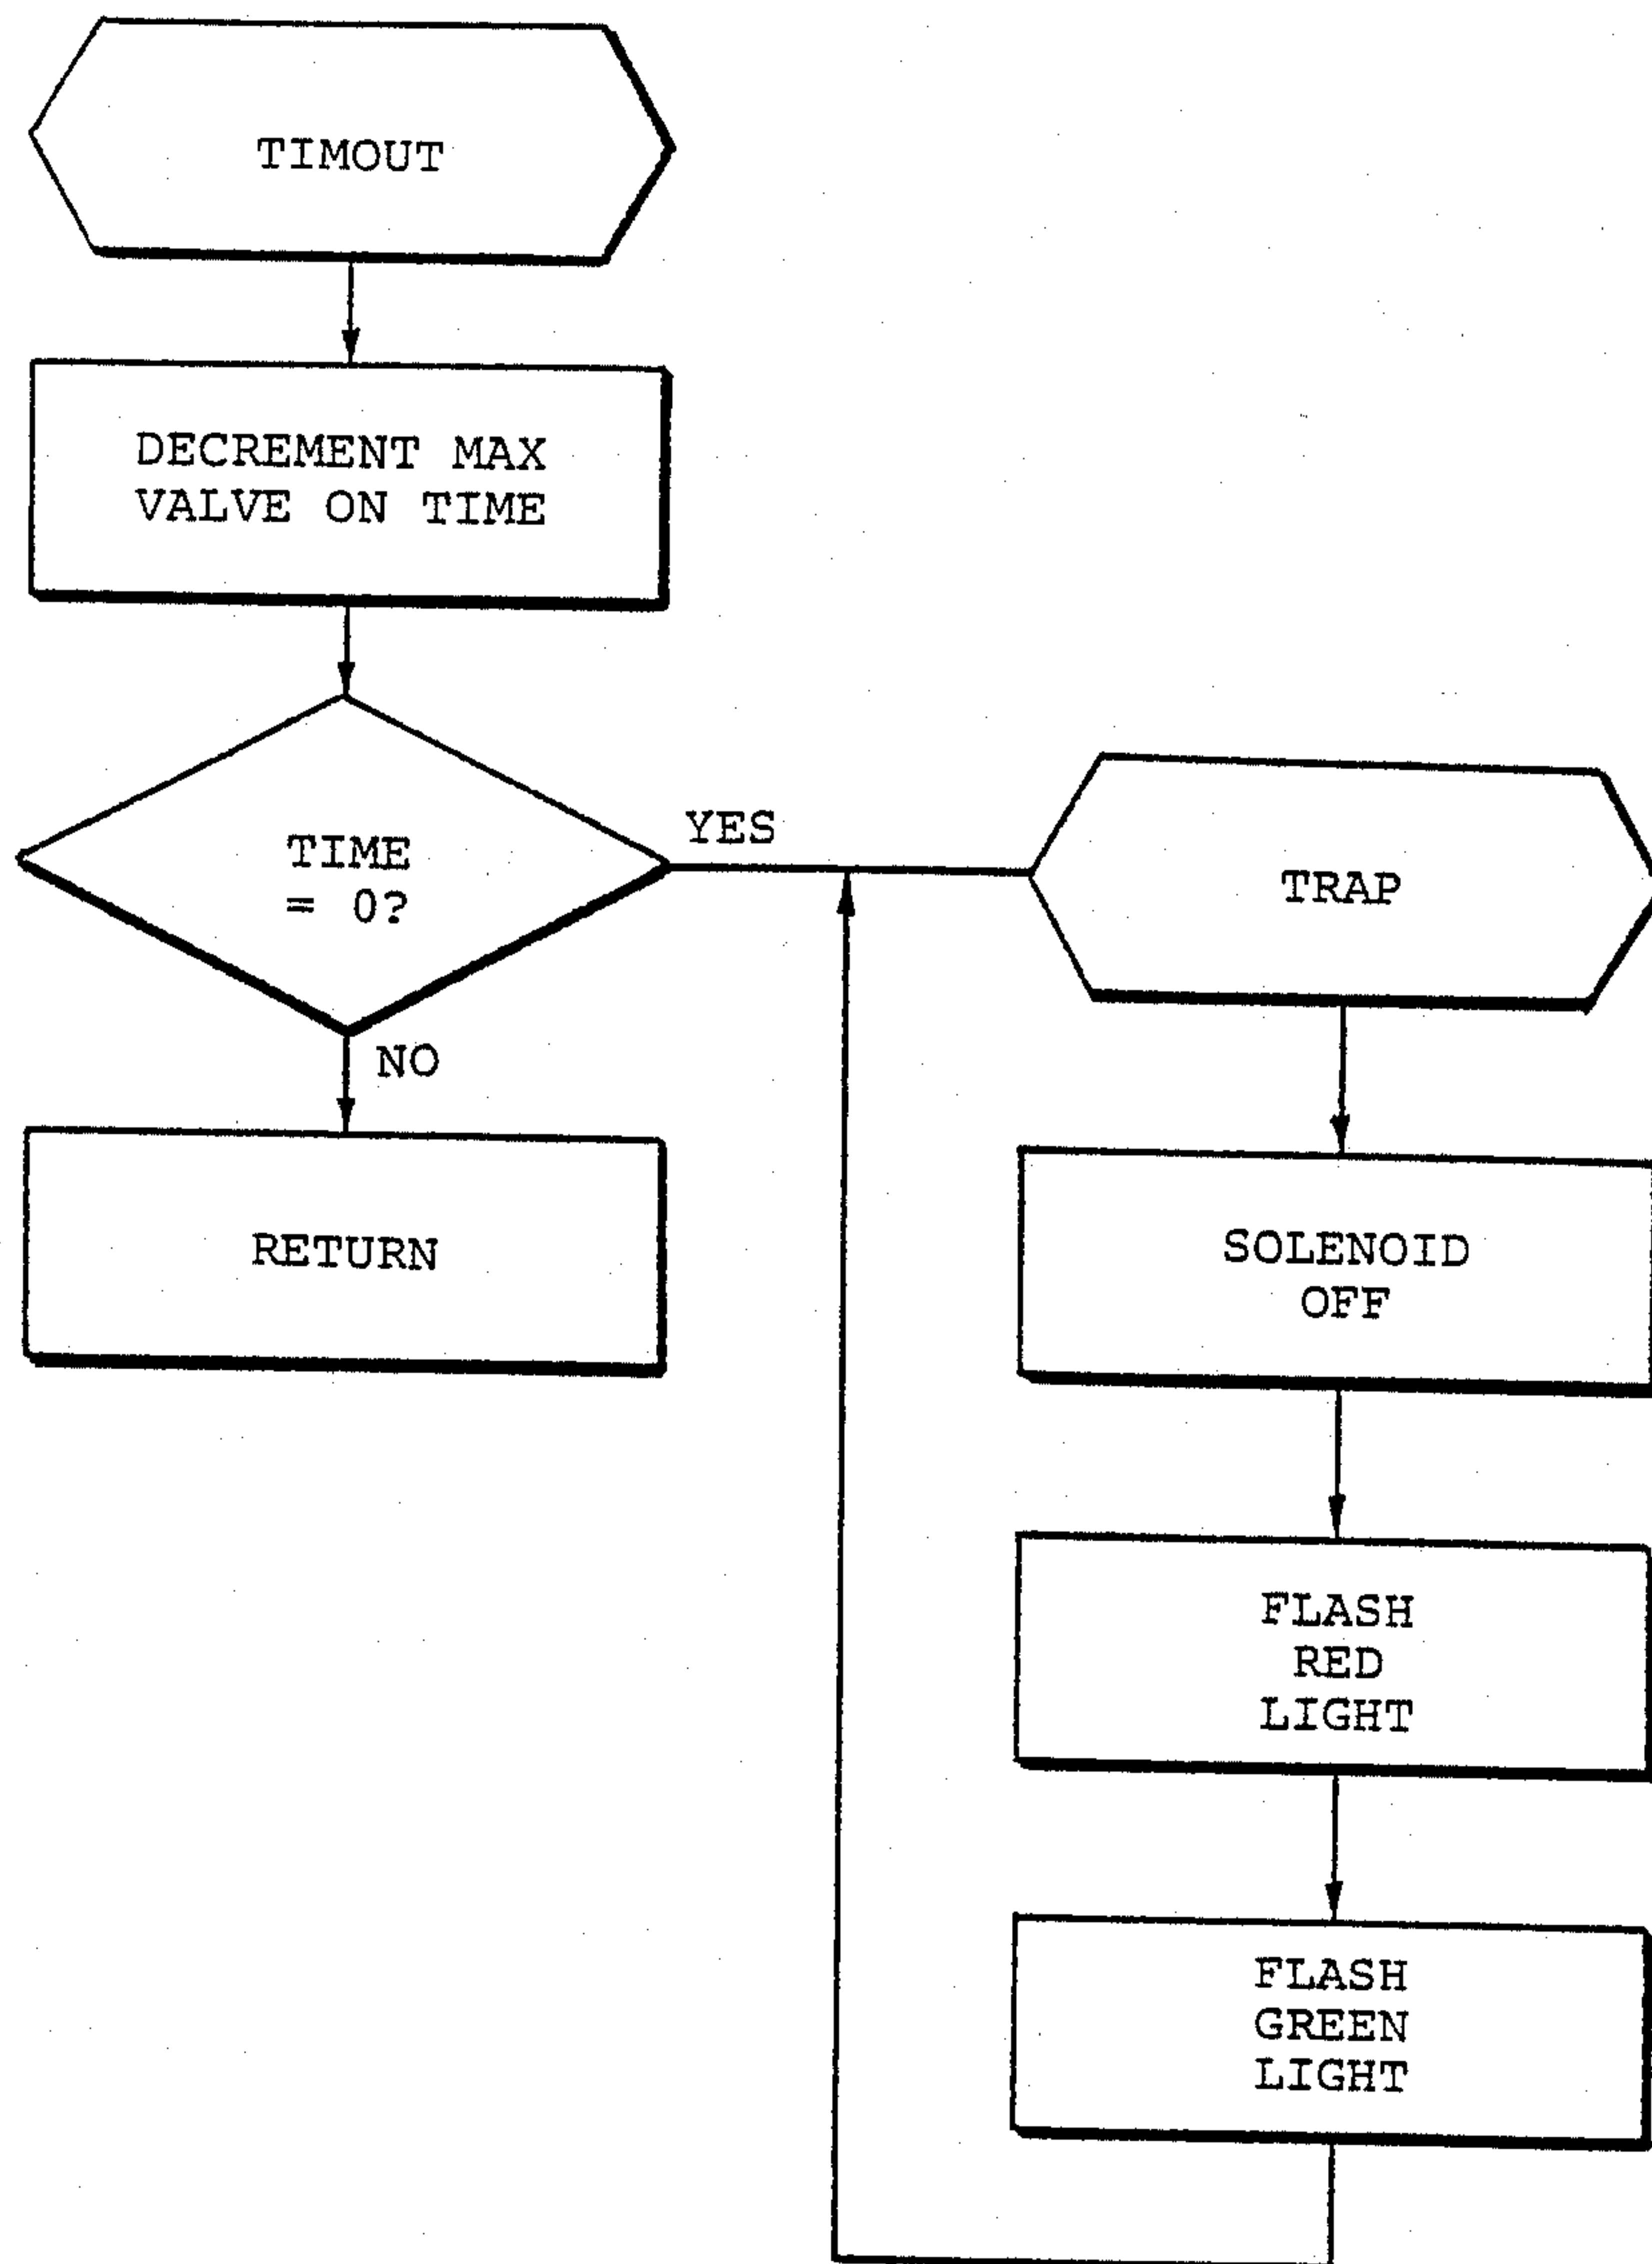 TIMOUT
DECREMENT MAX
VALVE ON TIME
TIME
= 0?
YES
NO
RETURN
TRAP
SOLENOID
OFF
FLASH
RED
LIGHT
FLASH
GREEN
LIGHT